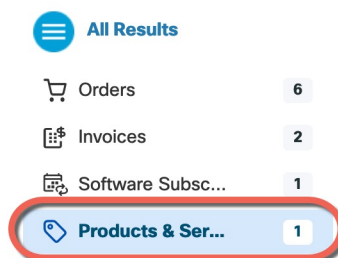 All Results
Orders 6
Invoices 2
Software Subsc... 1
Products & Ser... 1